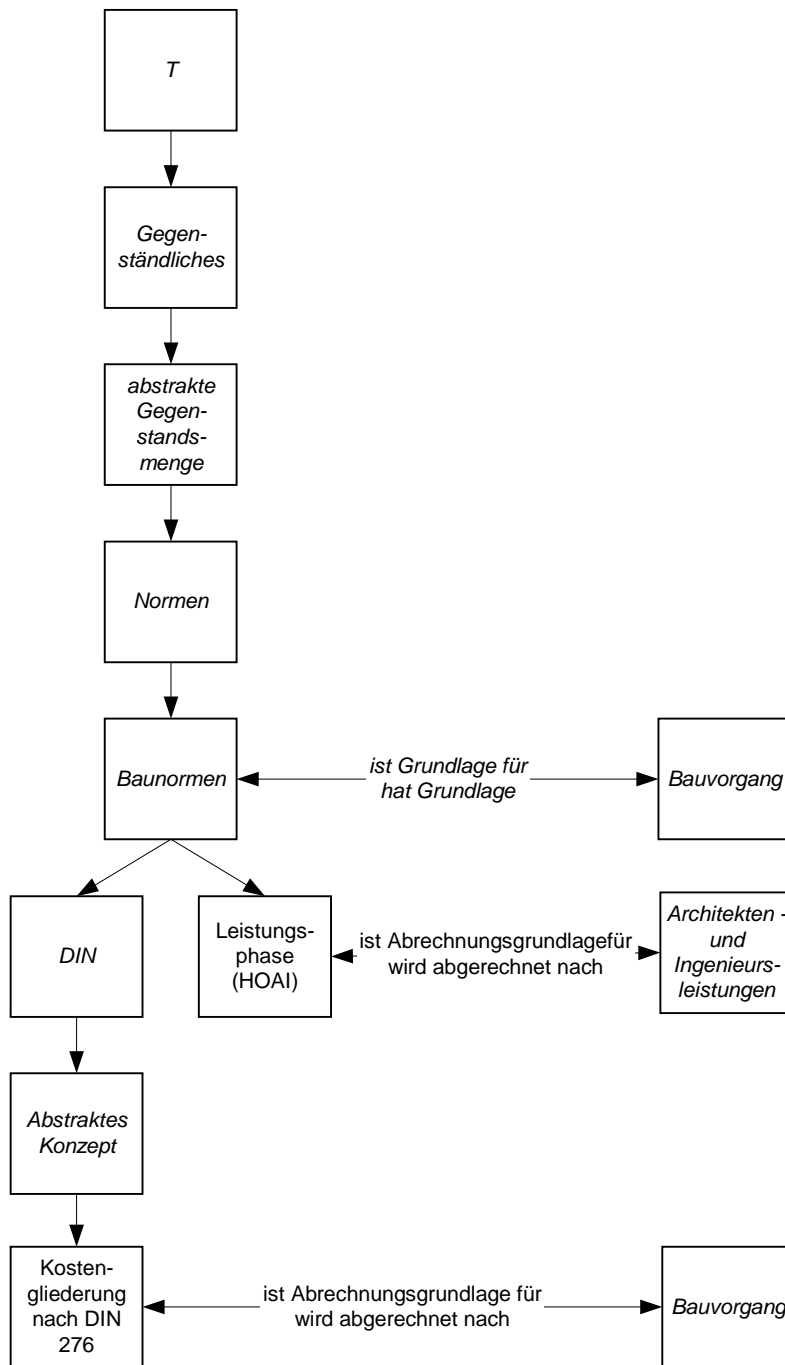 T
Gegen-
ständliches
abstrakte
Gegen-
stands-
menge
Normen
Baunormen
ist Grundlage für
hat Grundlage
Bauvorgang
DIN
Leistungs-
phase
(HOAI)
ist Abrechnungsgrundlagefür
wird abgerechnet nach
Architekten -
und
Ingenieurs-
leistungen
Abstraktes
Konzept
Kosten-
gliederung
nach DIN
276
ist Abrechnungsgrundlage für
wird abgerechnet nach
Bauvorgang